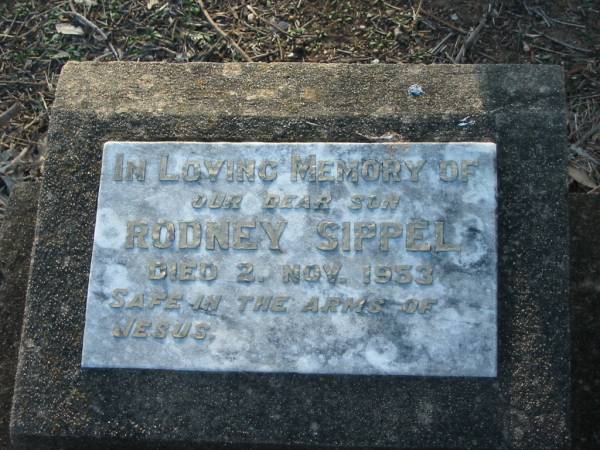 In Loving Memory of
our dear son
Rodney Sippel
Died 2. Nov. 1953
Safe in the arms of
Jesus.